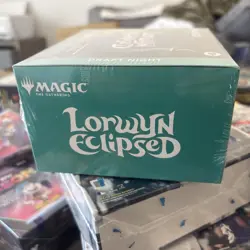 DRAFT NIGHT
MAGIC
THE GATHERING
LORWYN
ECLIPSED